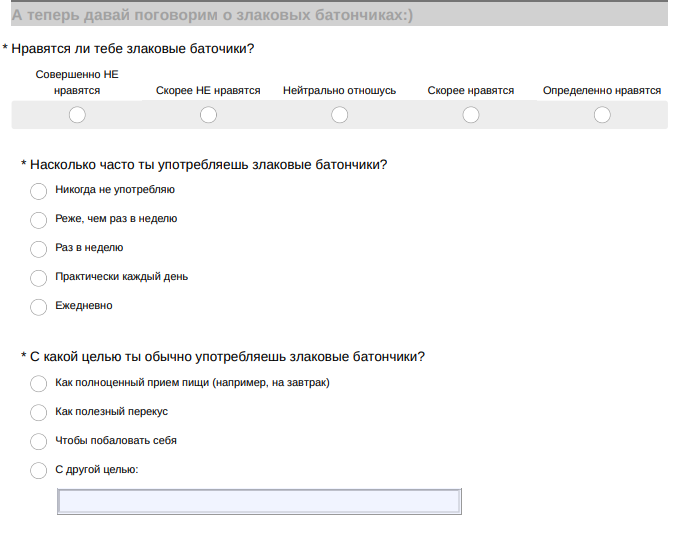 А теперь давай поговорим о злаковых батончиках:)
* Нравятся ли тебе злаковые баточики?
Совершенно НЕ
нравятся Скорее НЕ нравятся Нейтрально отношусь Скорее нравятся Определенно нравятся
* Насколько часто ты употребляешь злаковые батончики?
Никогда не употребляю
Реже, чем раз в неделю
Раз в неделю
Практически каждый день
Ежедневно
* С какой целью ты обычно употребляешь злаковые батончики?
Как полноценный прием пищи (например, на завтрак)
Как полезный перекус
Чтобы побаловать себя
С другой целью: